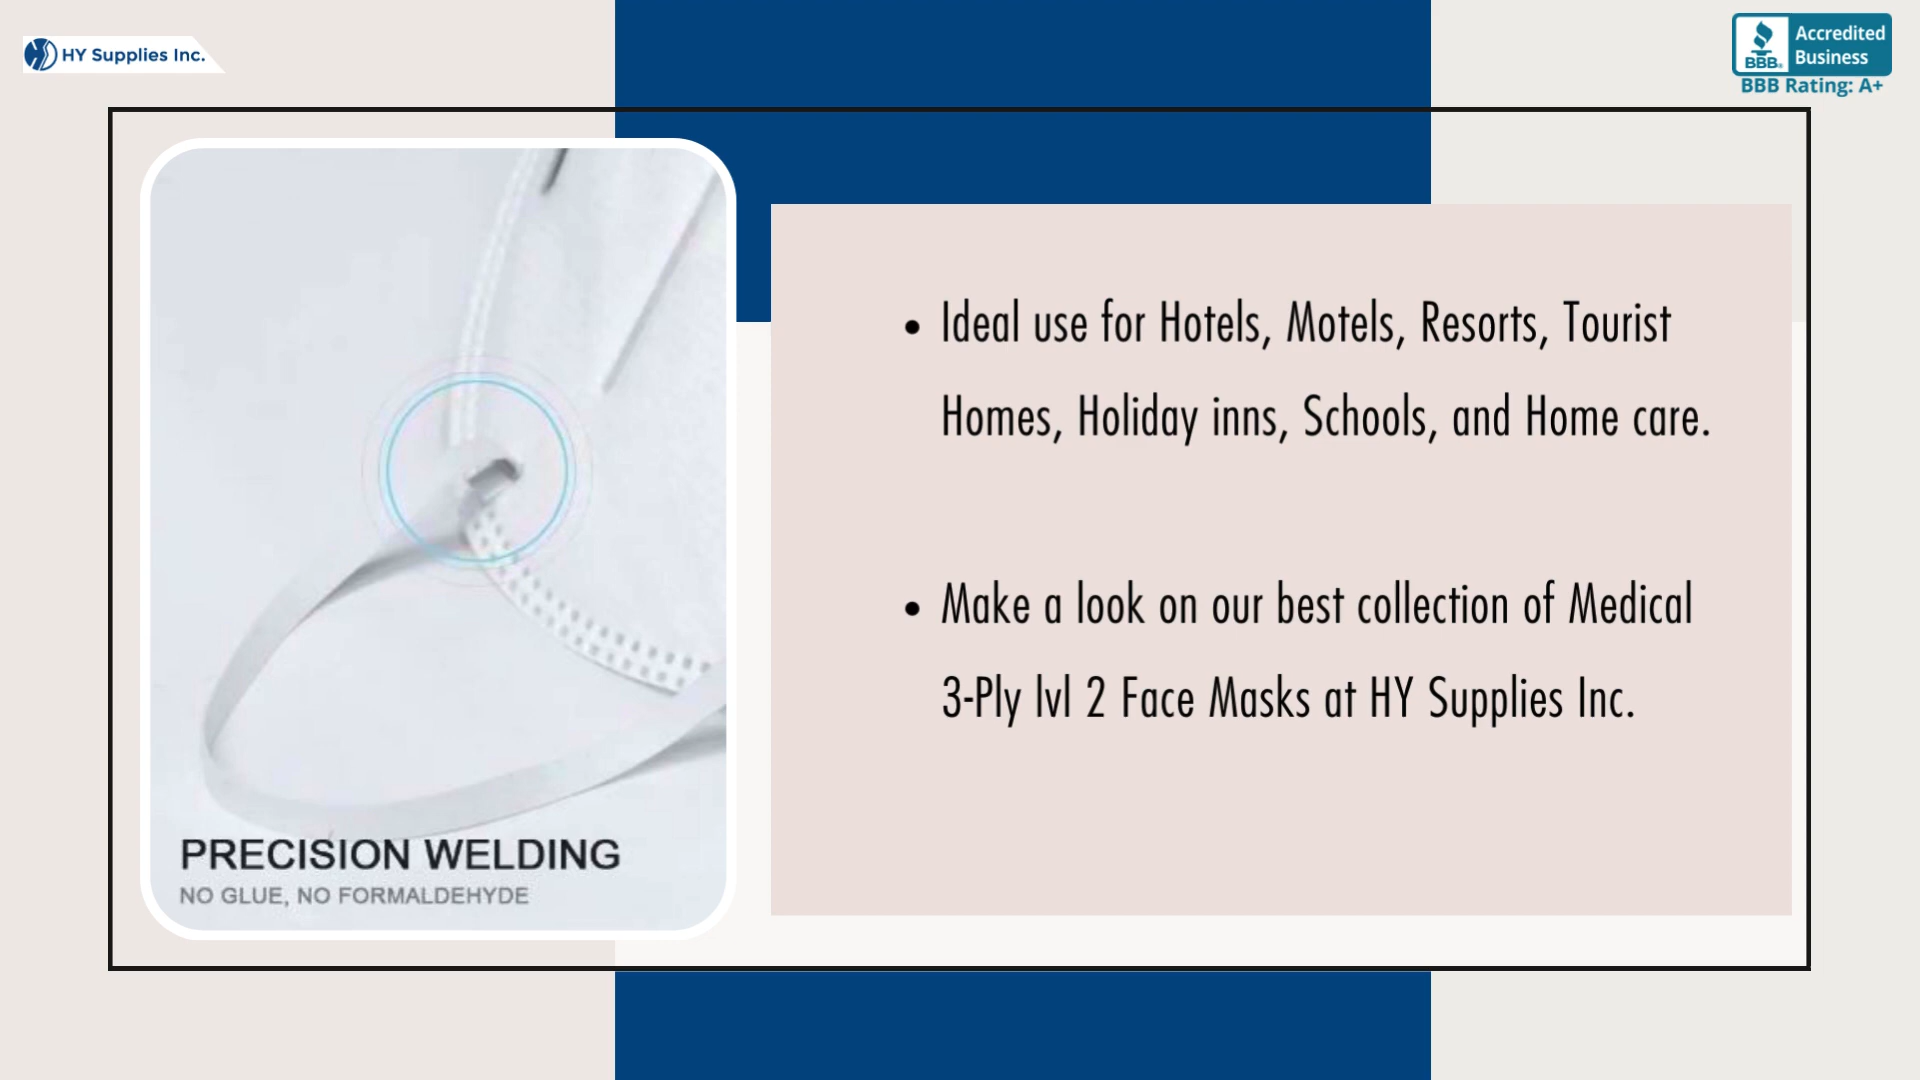 HY Supplies Inc.
BBB.
Accredited
Business
BBB Rating: A+
• Ideal use for Hotels, Motels, Resorts, Tourist
Homes, Holiday inns, Schools, and Home care.
• Make a look on our best collection of Medical
3-Ply lvl 2 Face Masks at HY Supplies Inc.
PRECISION WELDING
NO GLUE, NO FORMALDEHYDE